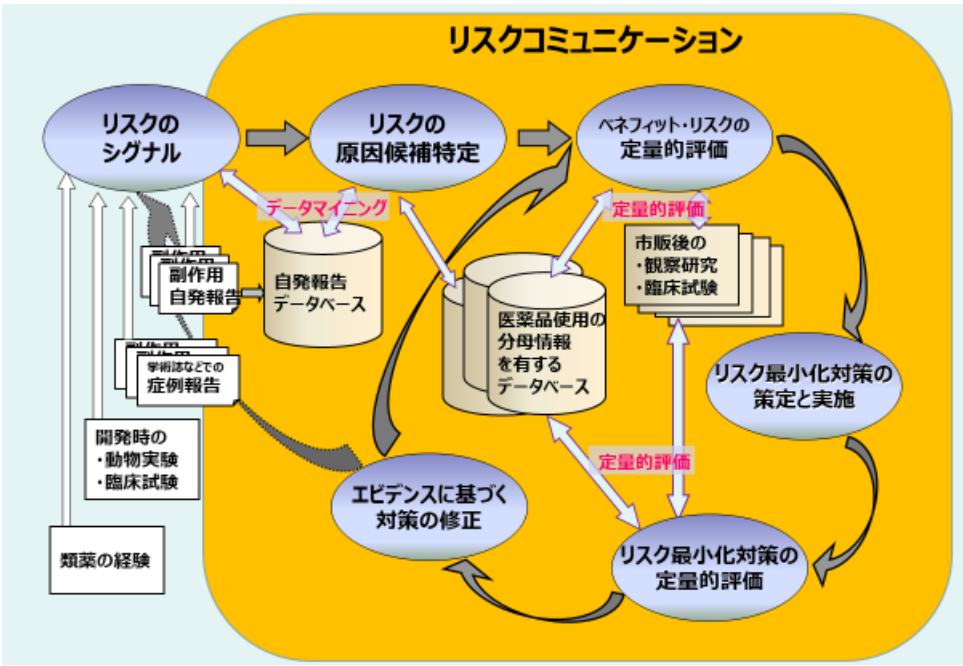 リスクコミュニケーション
リスクの
シグナル
リスクの
原因候補特定
ベネフィット・リスクの
定量的評価
データマイニング
定量的評価
副作用
副作用
自発報告
自発報告
データベース
市販後の
・観察研究
・臨床試験
医薬品使用の
分母情報
を有する
データベース
副作用
学術誌などでの
症例報告
リスク最小化対策の
策定と実施
開発時の
・動物実験
・臨床試験
定量的評価
エビデンスに基づく
対策の修正
リスク最小化対策の
定量的評価
類薬の経験